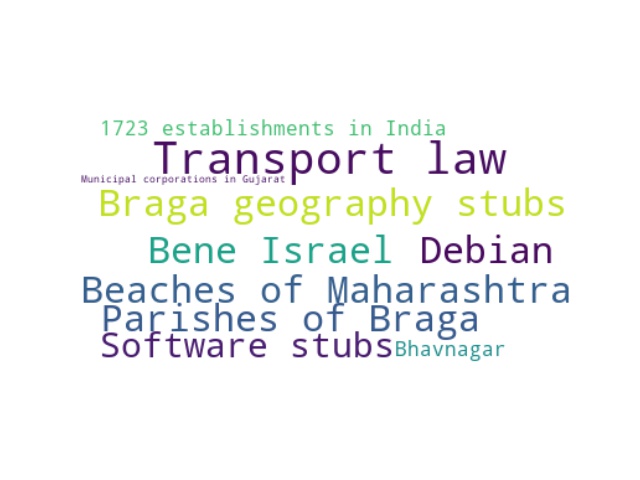 1723 establishments in India
Transport law
Municipal corporations in Gujarat
Braga geography stubs
Bene Israel Debian
Beaches of Maharashtra
Parishes of Braga
Software stubs Bhavnagar